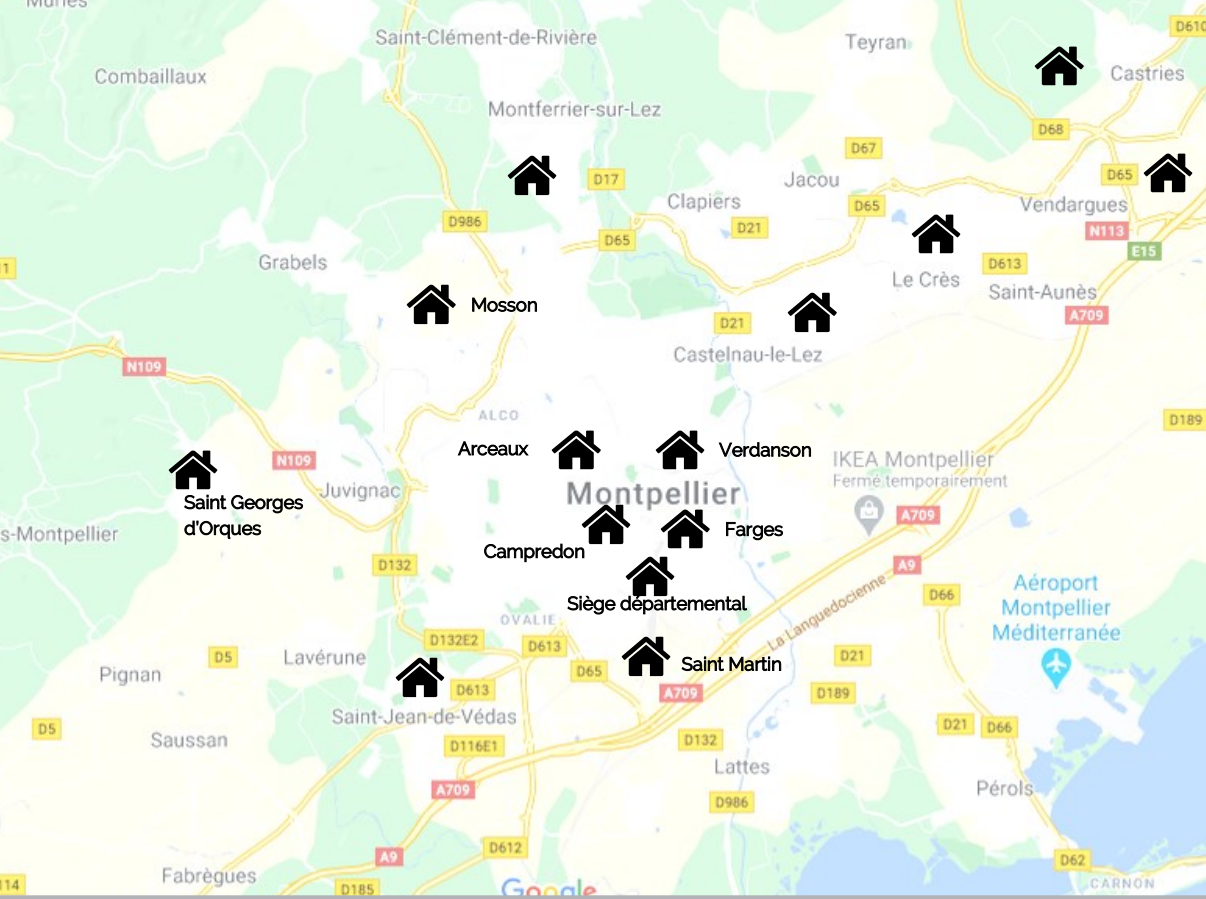 Murles
Saint-Clément-de-Rivière
Teyran
D610
Combaillaux
Castries
Montferrier-sur-Lez
D68
D67
D17
Jacou
D65
Clapiers
D65
Vendargues
D986
D21
N113
D65
E15
Grabels
D613
11
Le Crès
Saint-Aunès
Mosson
A709
D21
Castelnau-le-Lez
N109
ALCO
D189
Arceaux
Verdanson
IKEA Montpellier
Fermé temporairement
N109
Juvignac
Montpellier
Saint Georges
d'Orques
A709
s-Montpellier
Farges
Campredon
D132
A9
Aéroport
Montpellier
Méditerranée
La Languedocienne
D66
Siège départemental
OVALIE
D132E2
D613
D5
Lavérune
D21
Saint Martin
Pignan
D65
D613
A709
D189
Saint-Jean-de-Védas
D5
D21
D66
Saussan
D116E1
D132
Lattes
A709
Pérols
D986
D612
A9
D62
Fabrègues
114
D185
Google
CARNON